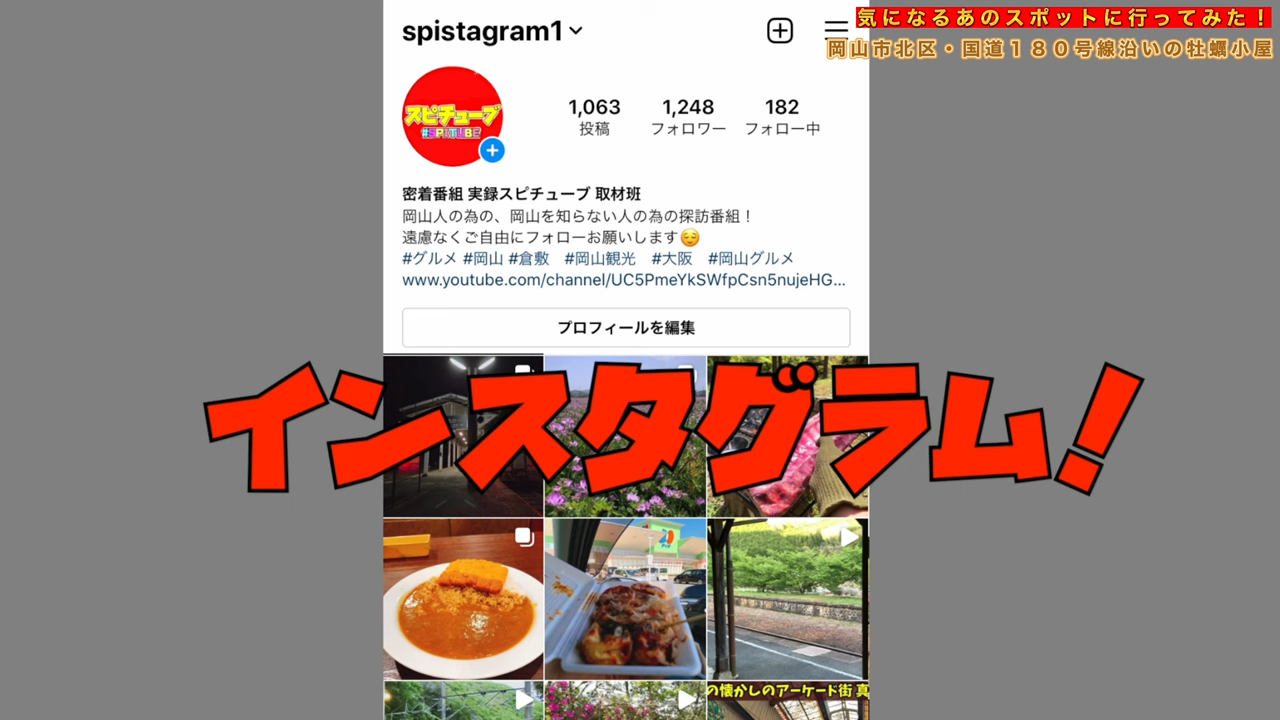 気になるあのスポットに行ってみた！
岡山市北区・国道１８０号線沿いの牡蠣小屋
spistagram1
スピチューブ
#SPITUBE
1,063
1,248
182
投稿
フォロワー
フォロー中
密着番組 実録スピチューブ 取材班
岡山人の為の、岡山を知らない人の為の探訪番組！
遠慮なくご自由にフォローお願いします😌
#グルメ #岡山 #倉敷　#岡山観光　#大阪　#岡山グルメ
www.youtube.com/channel/UC5PmeYkSWfpCsn5nujeHG...
プロフィールを編集
インスタグラム！
の懐かしのアーケード街 真